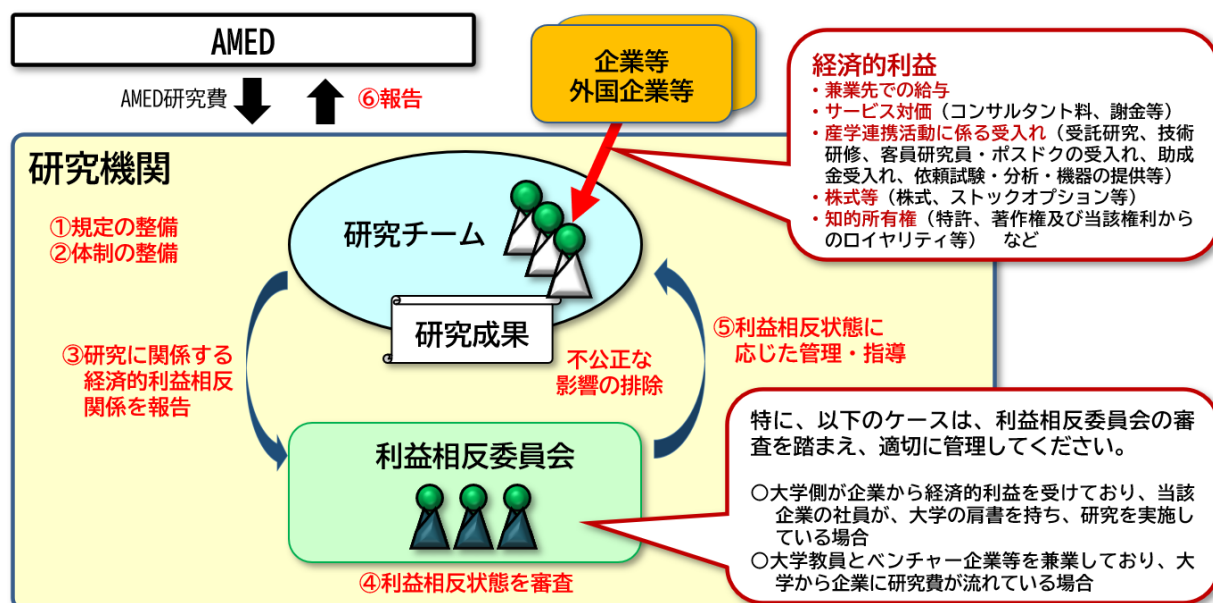 AMED
AMED研究費
⑥報告
企業等
外国企業等
経済的利益
・兼業先での給与
・サービス対価（コンサルタント料、謝金等）
・産学連携活動に係る受入れ（受託研究、技術
研修、客員研究員・ポスドクの受入れ、助成
金受入れ、依頼試験・分析・機器の提供等）
・株式等（株式、ストックオプション等）
・知的所有権（特許、著作権及び当該権利から
のロイヤリティ等）　など
研究機関
①規定の整備
②体制の整備
研究チーム
研究成果
③研究に関係する
経済的利益相反
関係を報告
不公正な
影響の排除
⑤利益相反状態に
応じた管理・指導
利益相反委員会
④利益相反状態を審査
特に、以下のケースは、利益相反委員会の審
査を踏まえ、適切に管理してください。
○大学側が企業から経済的利益を受けており、当該
企業の社員が、大学の肩書を持ち、研究を実施し
ている場合
○大学教員とベンチャー企業等を兼業しており、大
学から企業に研究費が流れている場合